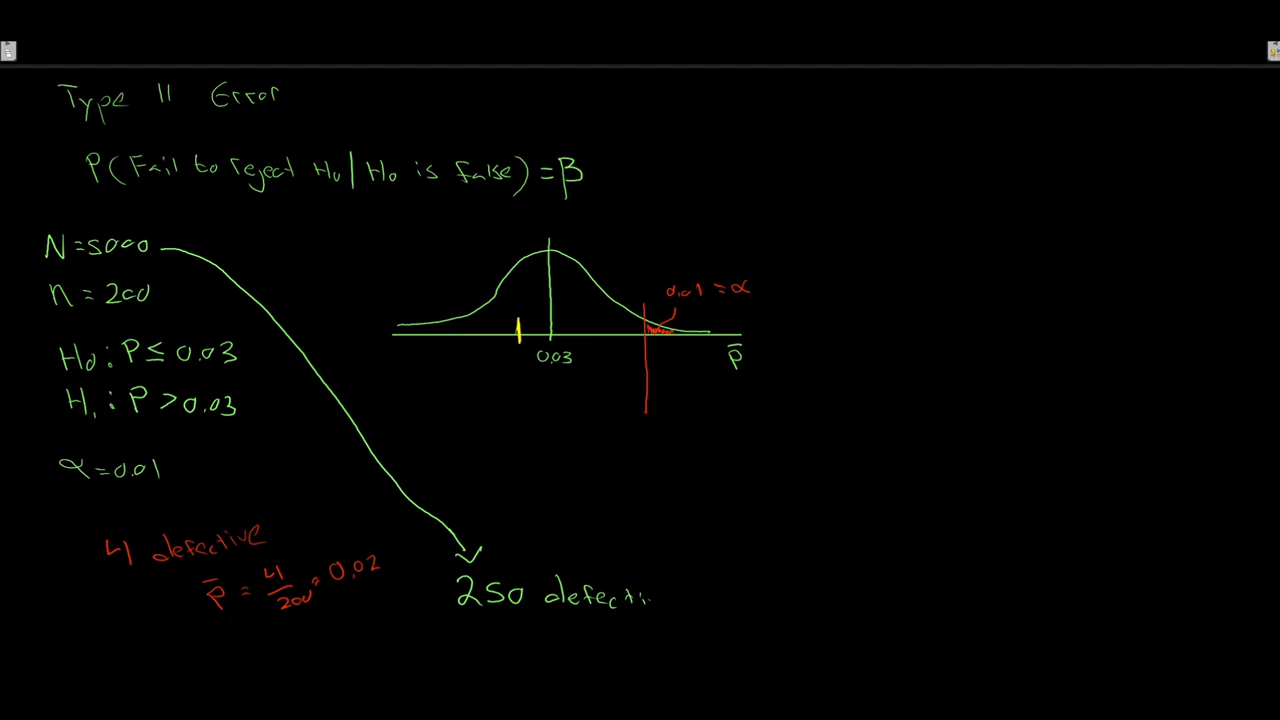 Type II Error
P(Fail to reject H0 | H0 is false) = β
N = 5000
n = 200
H0 : P ≤ 0.03
H1 : P > 0.03
α = 0.01
0.01 = α
0.03
p̅
4 defective
p̅ = 4/200 = 0.02
250 defecti